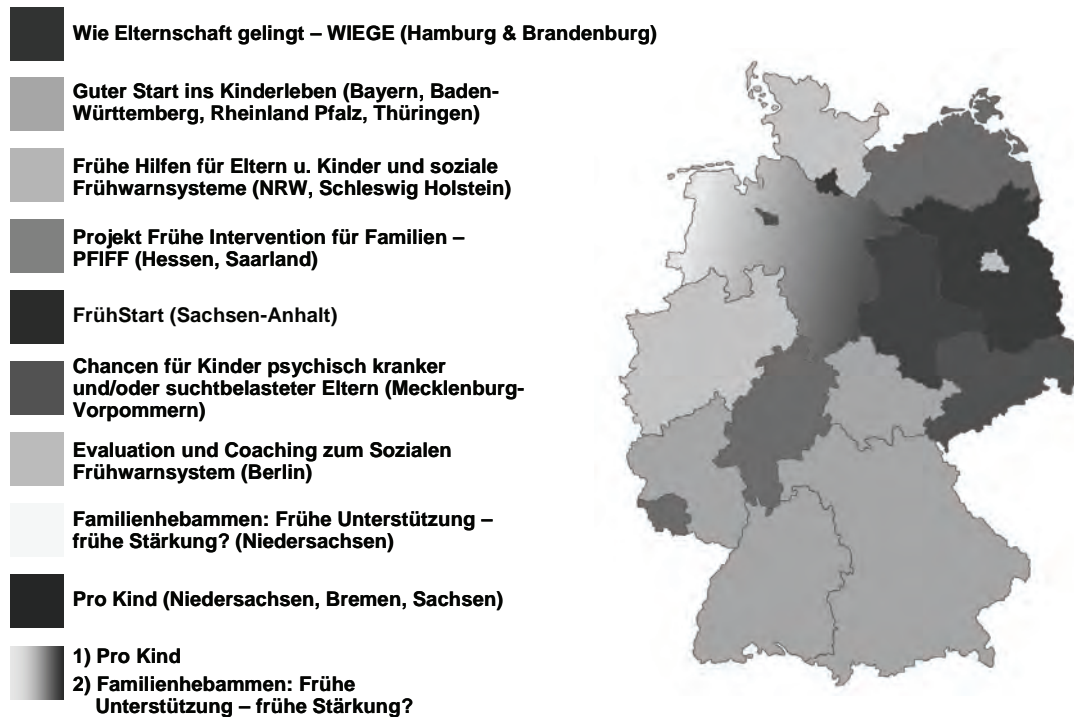 Wie Elternschaft gelingt – WIEGE (Hamburg & Brandenburg)
Guter Start ins Kinderleben (Bayern, Baden-
Württemberg, Rheinland Pfalz, Thüringen)
Frühe Hilfen für Eltern u. Kinder und soziale
Frühwarnsysteme (NRW, Schleswig Holstein)
Projekt Frühe Intervention für Familien –
PFIFF (Hessen, Saarland)
FrühStart (Sachsen-Anhalt)
Chancen für Kinder psychisch kranker
und/oder suchtbelasteter Eltern (Mecklenburg-
Vorpommern)
Evaluation und Coaching zum Sozialen
Frühwarnsystem (Berlin)
Familienhebammen: Frühe Unterstützung –
frühe Stärkung? (Niedersachsen)
Pro Kind (Niedersachsen, Bremen, Sachsen)
1) Pro Kind
2) Familienhebammen: Frühe
Unterstützung – frühe Stärkung?